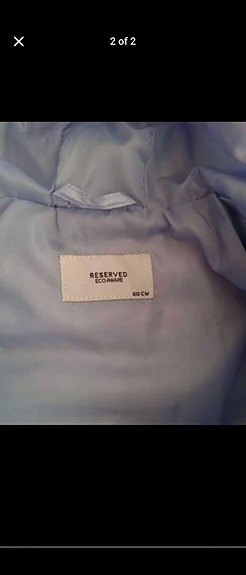 2 of 2
RESERVED
ECO AWARE
80 CM